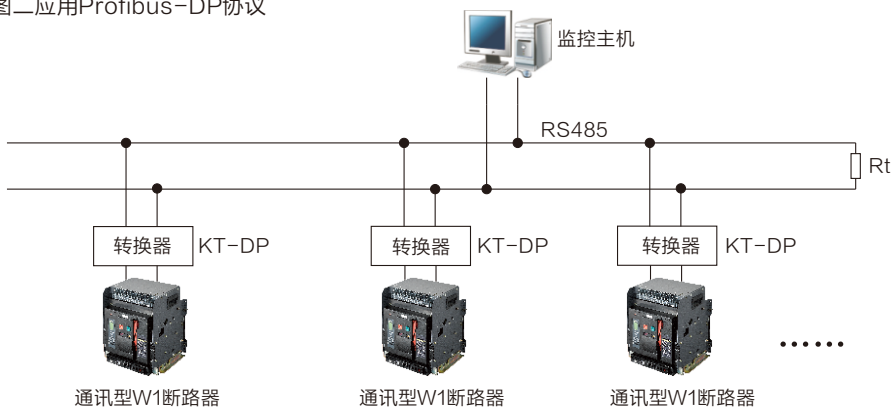 图二应用Profibus-DP协议
监控主机
RS485
Rt
转换器 KT-DP
转换器 KT-DP
转换器 KT-DP
……
通讯型W1断路器
通讯型W1断路器
通讯型W1断路器